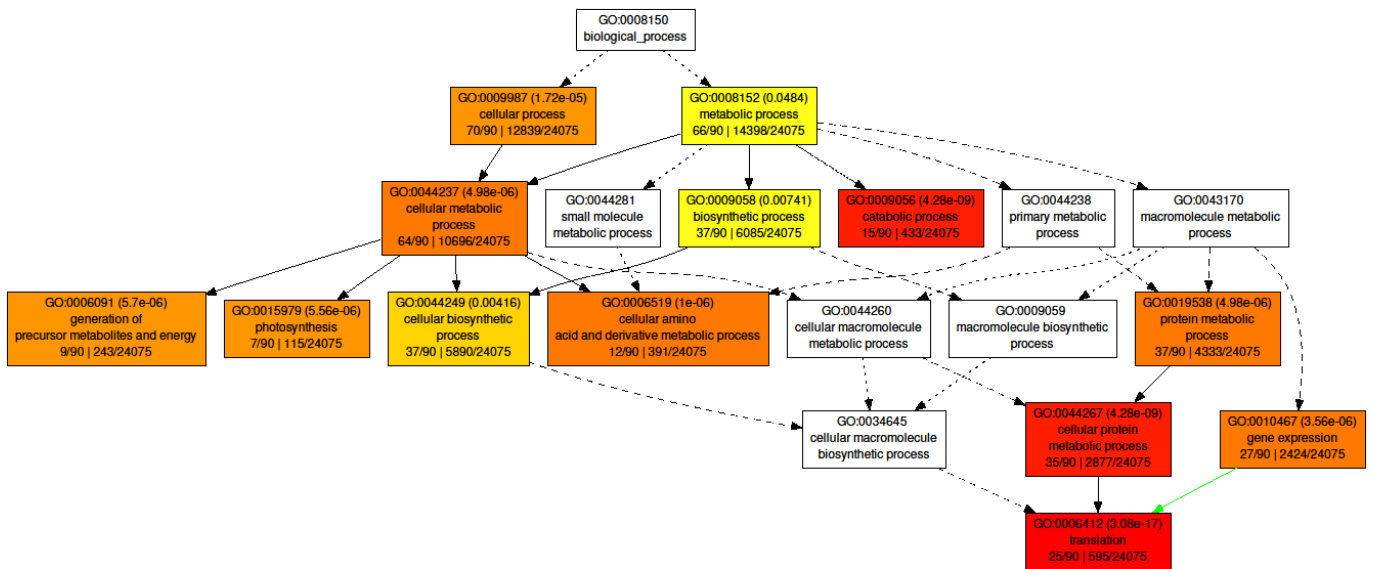 GO:0008150
biological_process
GO:0009987 (1.72e-05)
cellular process
70/90 | 12839/24075
GO:0008152 (0.0484)
metabolic process
66/90 | 14398/24075
GO:0044237 (4.98e-06)
cellular metabolic
process
64/90 | 10696/24075
GO:0044281
small molecule
metabolic process
GO:0009058 (0.00741)
biosynthetic process
37/90 | 6085/24075
GO:0009056 (4.28e-09)
catabolic process
15/90 | 433/24075
GO:0044238
primary metabolic
process
GO:0043170
macromolecule metabolic
process
GO:0006091 (5.7e-06)
generation of
precursor metabolites and energy
9/90 | 243/24075
GO:0015979 (5.56e-06)
photosynthesis
7/90 | 115/24075
GO:0044249 (0.00416)
cellular biosynthetic
process
37/90 | 5890/24075
GO:0006519 (1e-06)
cellular amino
acid and derivative metabolic process
12/90 | 391/24075
GO:0044260
cellular macromolecule
metabolic process
GO:0009059
macromolecule biosynthetic
process
GO:0019538 (4.98e-06)
protein metabolic
process
37/90 | 4333/24075
GO:0034645
cellular macromolecule
biosynthetic process
GO:0044267 (4.28e-09)
cellular protein
metabolic process
35/90 | 2877/24075
GO:0010467 (3.56e-06)
gene expression
27/90 | 2424/24075
GO:0006412 (3.08e-17)
translation
25/90 | 595/24075